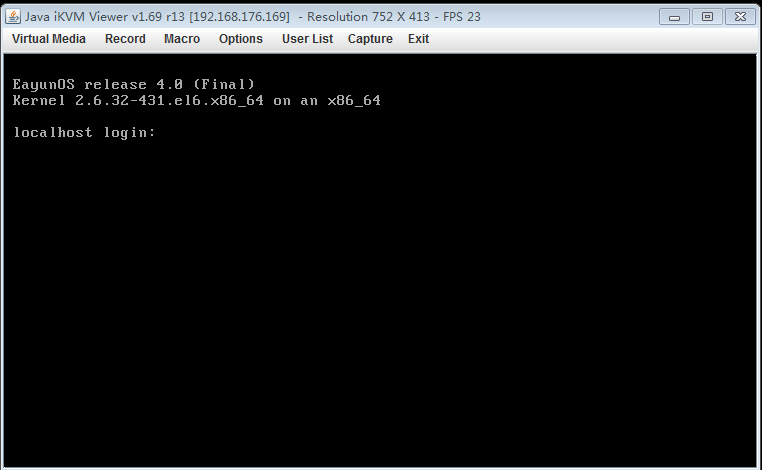 Java iKVM Viewer v1.69 r13 [192.168.176.169] - Resolution 752 X 413 - FPS 23
Virtual Media Record Macro Options User List Capture Exit
EayunOS release 4.0 (Final)
Kernel 2.6.32-431.el6.x86_64 on an x86_64
localhost login: